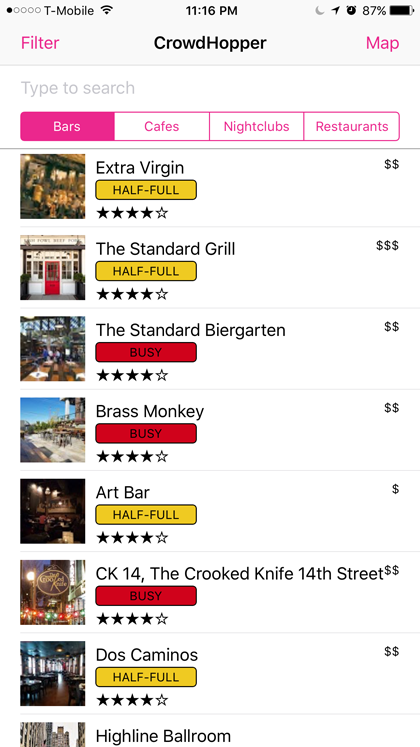 T-Mobile 11:16 PM 87%
Filter CrowdHopper Map
Type to search
Bars Cafes Nightclubs Restaurants
Extra Virgin $$
HALF-FULL
★★★★☆
The Standard Grill $$$
HALF-FULL
★★★★☆
The Standard Biergarten $$
BUSY
★★★★☆
Brass Monkey $$
BUSY
★★★★☆
Art Bar $
HALF-FULL
★★★★☆
CK 14, The Crooked Knife 14th Street $$
BUSY
★★★★☆
Dos Caminos $$
HALF-FULL
★★★★☆
Highline Ballroom